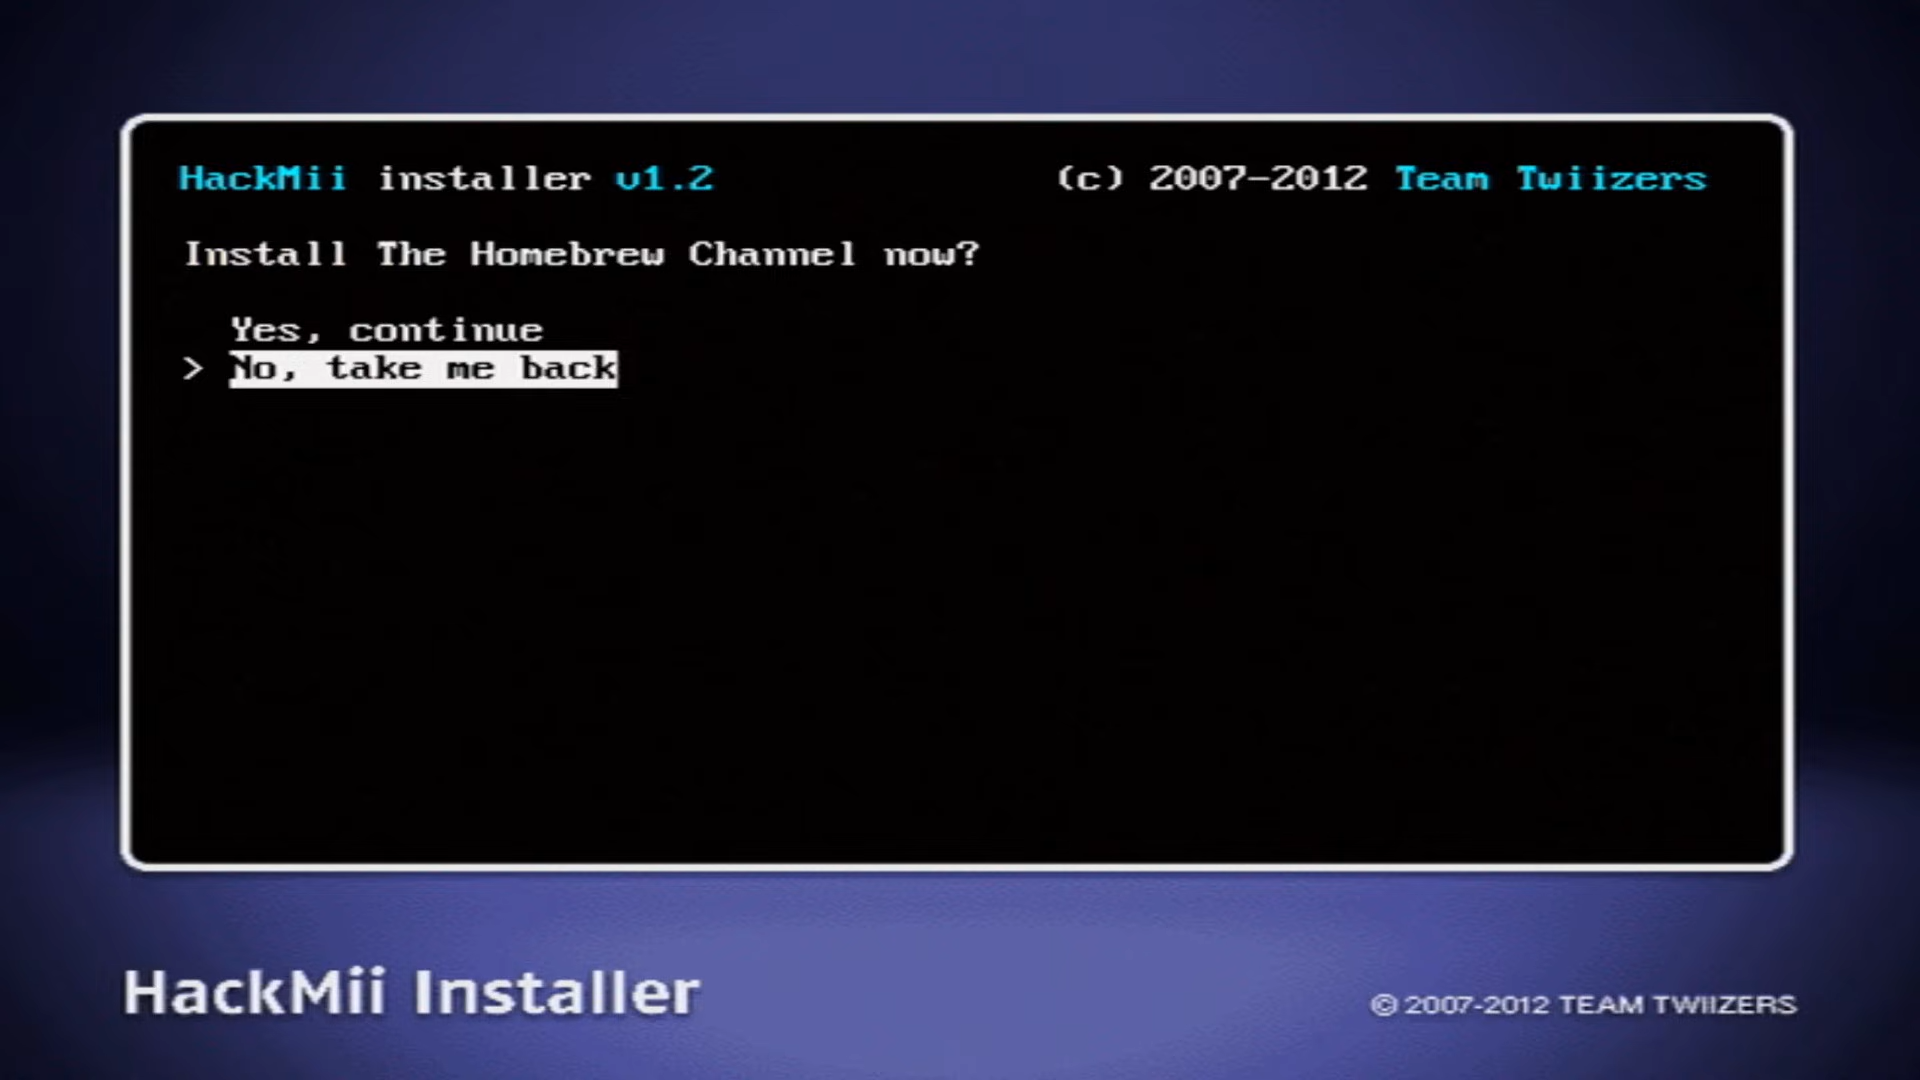 HackMii installer v1.2 (c) 2007-2012 Team Twiizers
Install The Homebrew Channel now?
Yes, continue
> No, take me back
HackMii Installer
© 2007-2012 TEAM TWIIZERS